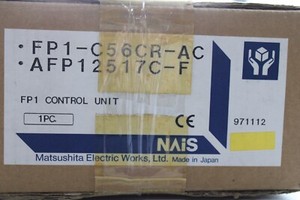 • FP1-C56CR-AC
• AFP12517C-F
FP1 CONTROL UNIT
1PC.
CE
971112
NAiS
Matsushita Electric Works, Ltd. Made in Japan